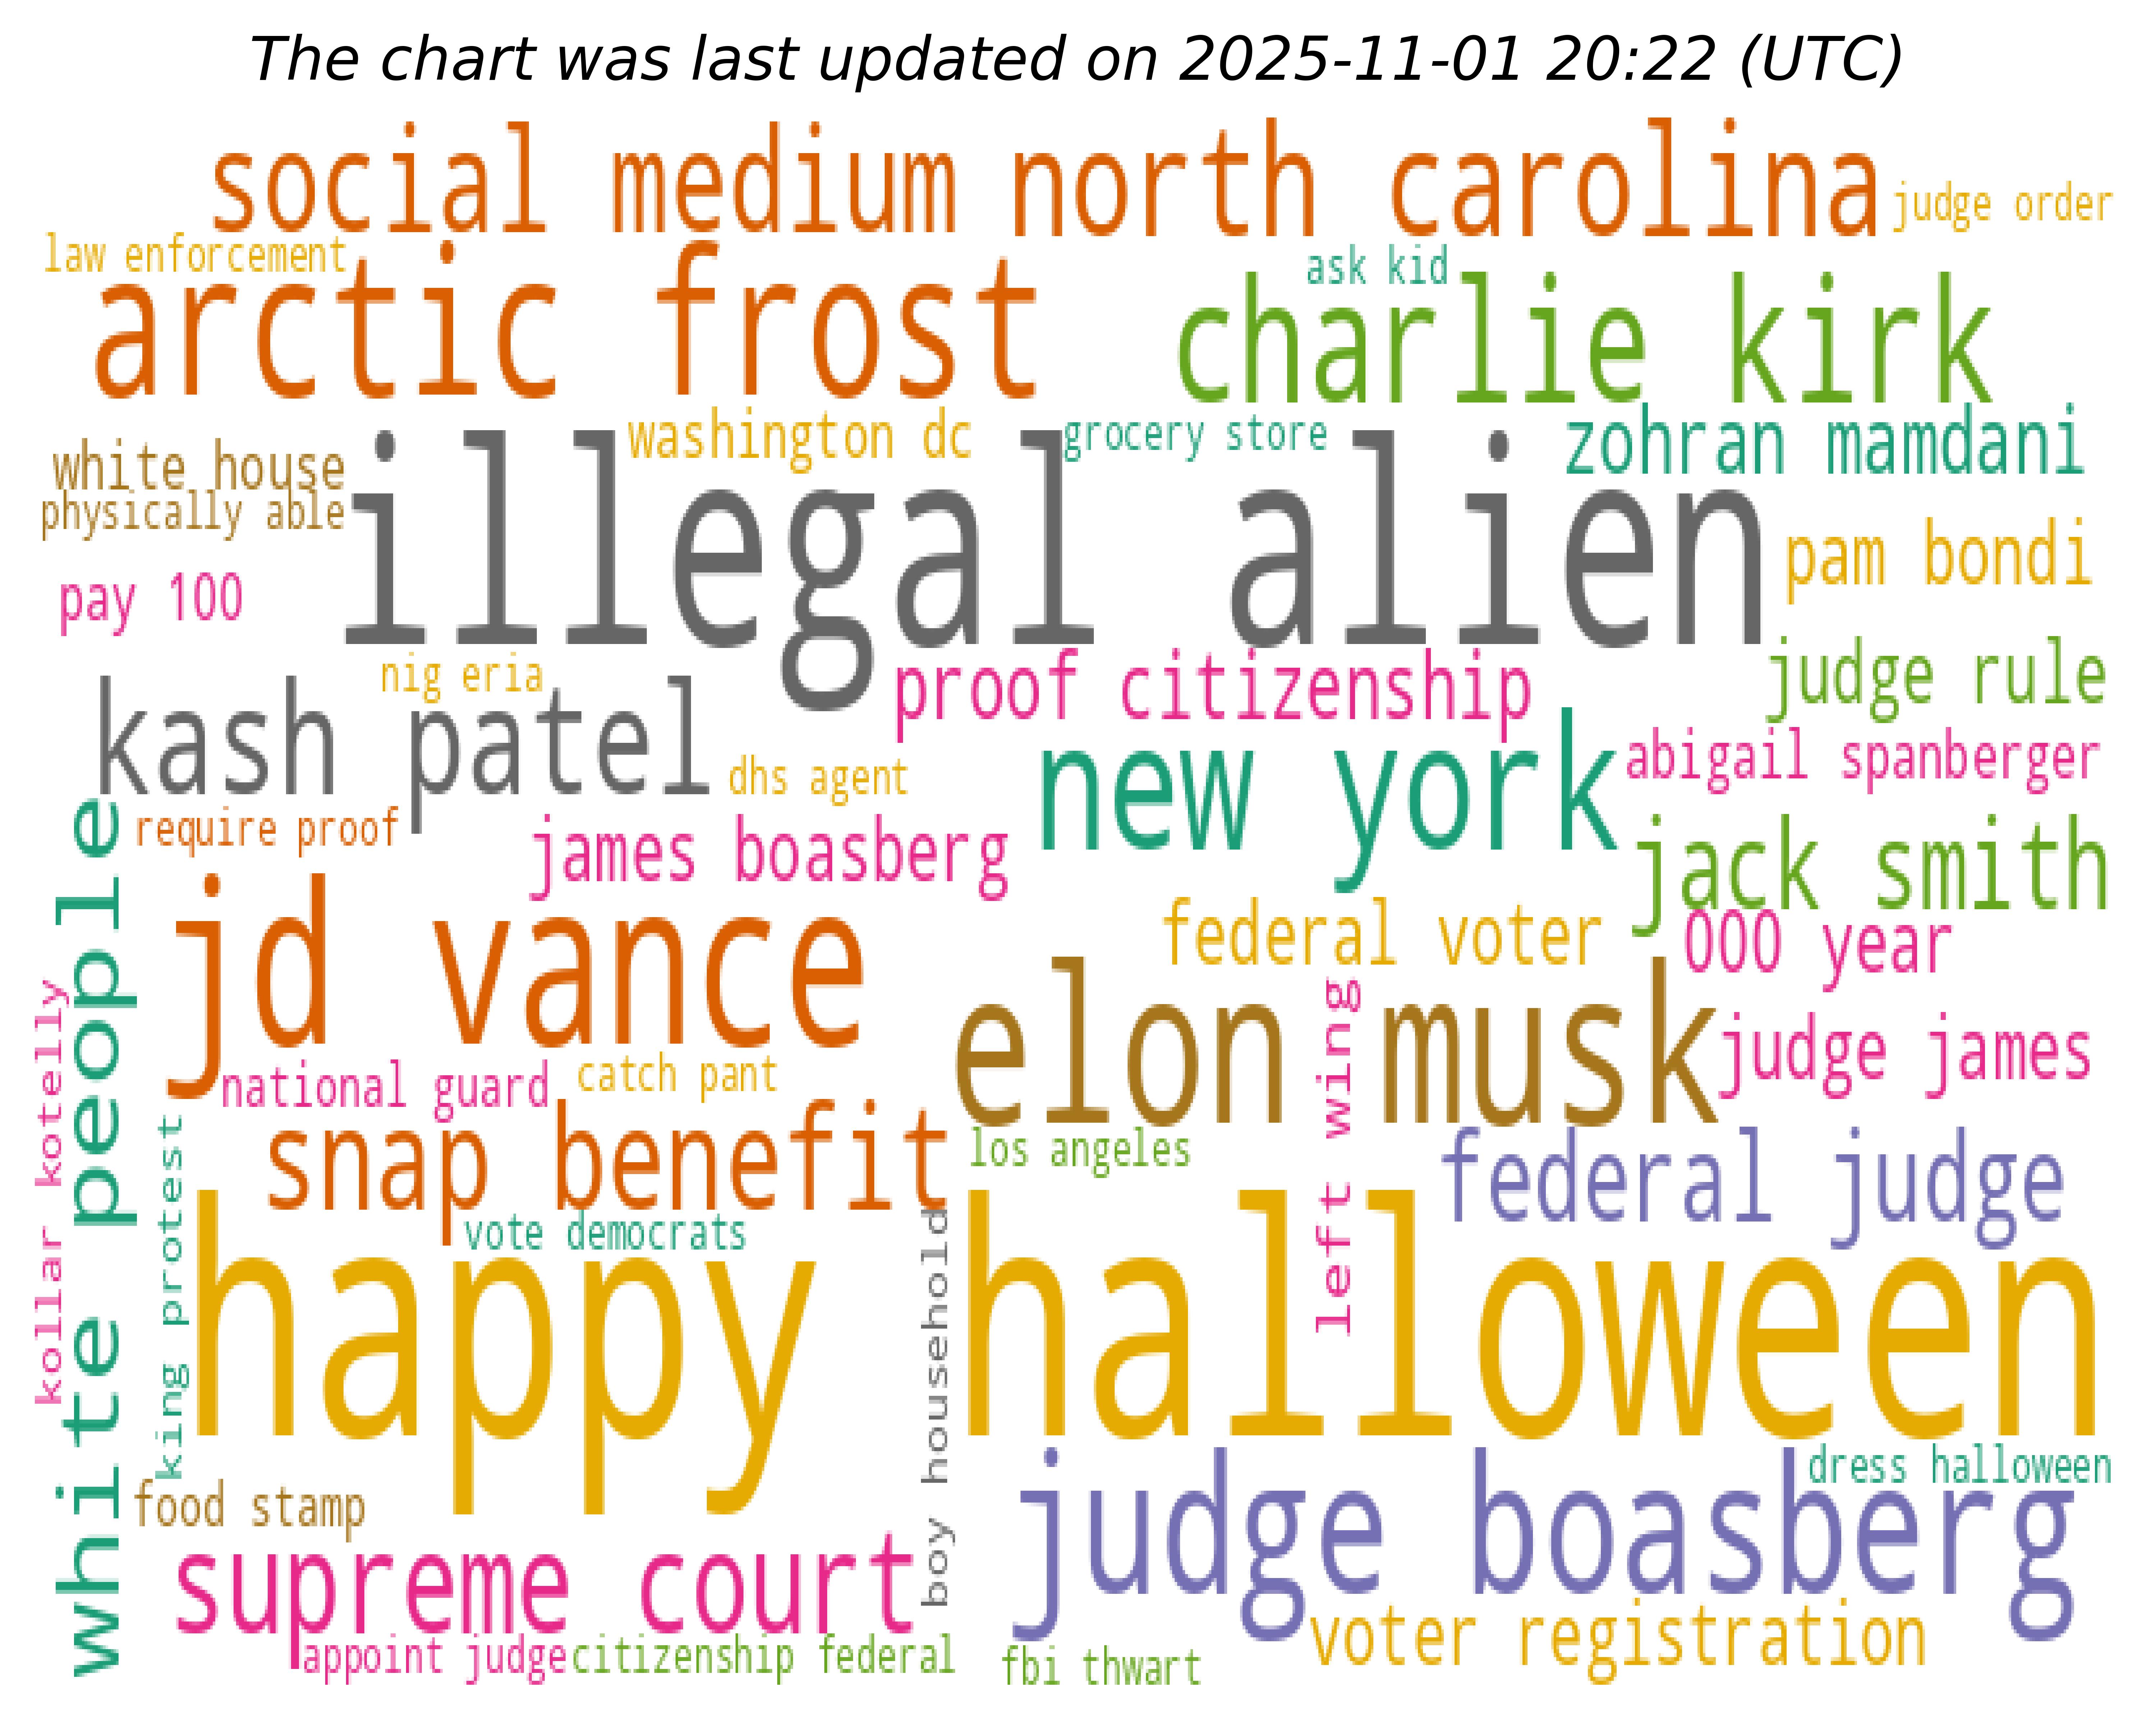 The chart was last updated on 2025-11-01 20:22 (UTC)
social medium
north carolina
judge order
law enforcement
arctic frost
ask kid
charlie kirk
washington dc
grocery store
zohran mamdani
white house
physically able
illegal alien
pam bondi
pay 100
nig eria
proof citizenship
judge rule
kash patel
dhs agent
new york
abigail spanberger
require proof
james boasberg
jack smith
white people
jd vance
federal voter
000 year
kollar kotelly
elon musk
left wing
judge james
national guard
catch pant
king protest
snap benefit
los angeles
federal judge
vote democrats
boy household
happy halloween
food stamp
judge boasberg
dress halloween
supreme court
voter registration
appoint judge
citizenship federal
fbi thwart